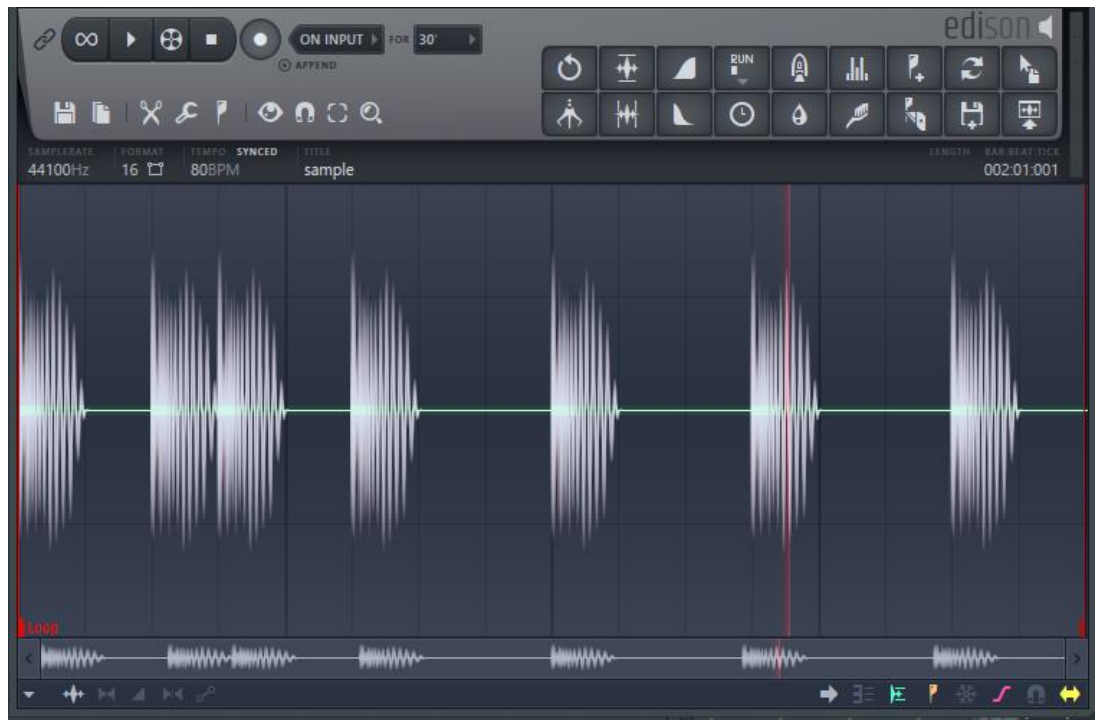 edison
ON INPUT FOR 30'
APPEND
RUN
SAMPLERATE FORMAT TEMPO SYNCED TITLE LENGTH BAR:BEAT:TICK
44100Hz 16 80BPM sample 002:01:001
Loop